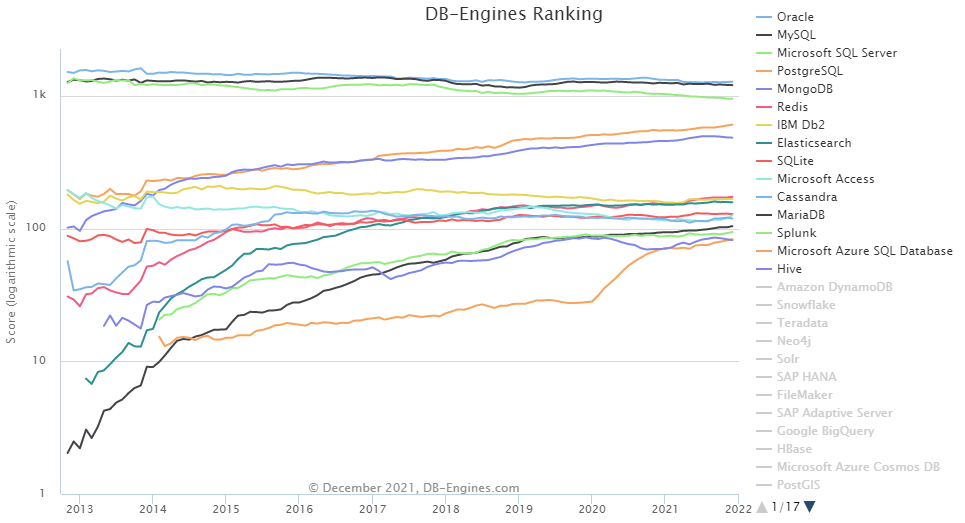 DB-Engines Ranking
Score (logarithmic scale)
1k
100
10
1
2013 2014 2015 2016 2017 2018 2019 2020 2021 2022
© December 2021, DB-Engines.com
Oracle
MySQL
Microsoft SQL Server
PostgreSQL
MongoDB
Redis
IBM Db2
Elasticsearch
SQLite
Microsoft Access
Cassandra
MariaDB
Splunk
Microsoft Azure SQL Database
Hive
Amazon DynamoDB
Snowflake
Teradata
Neo4j
Solr
SAP HANA
FileMaker
SAP Adaptive Server
Google BigQuery
HBase
Microsoft Azure Cosmos DB
PostGIS
1/17